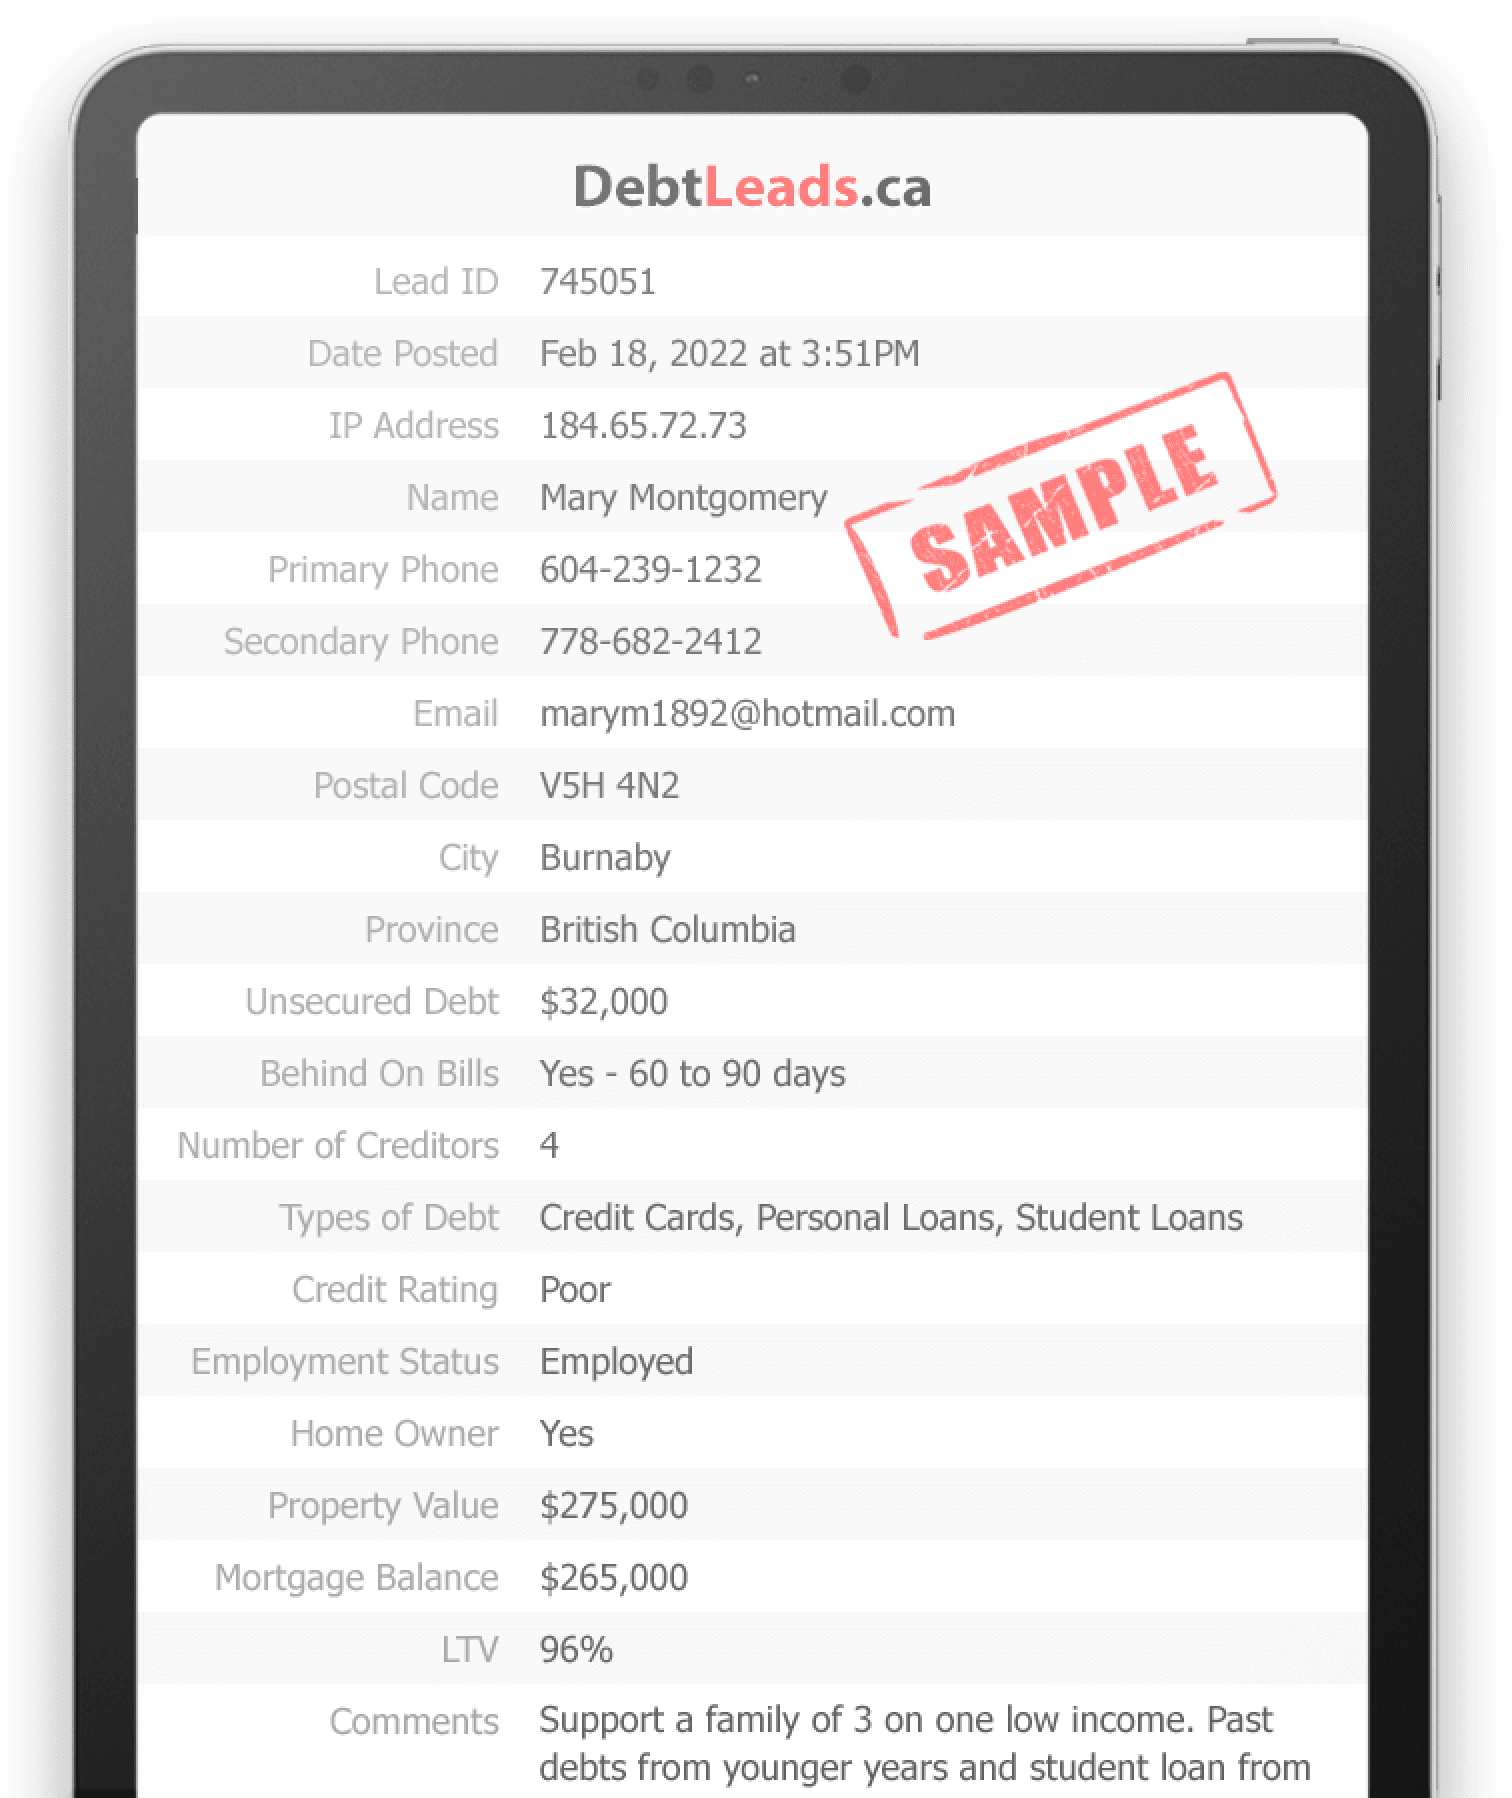 DebtLeads.ca
Lead ID 745051
Date Posted Feb 18, 2022 at 3:51PM
IP Address 184.65.72.73
Name Mary Montgomery
SAMPLE
Primary Phone 604-239-1232
Secondary Phone 778-682-2412
Email marym1892@hotmail.com
Postal Code V5H 4N2
City Burnaby
Province British Columbia
Unsecured Debt $32,000
Behind On Bills Yes - 60 to 90 days
Number of Creditors 4
Types of Debt Credit Cards, Personal Loans, Student Loans
Credit Rating Poor
Employment Status Employed
Home Owner Yes
Property Value $275,000
Mortgage Balance $265,000
LTV 96%
Comments Support a family of 3 on one low income. Past
debts from younger years and student loan from